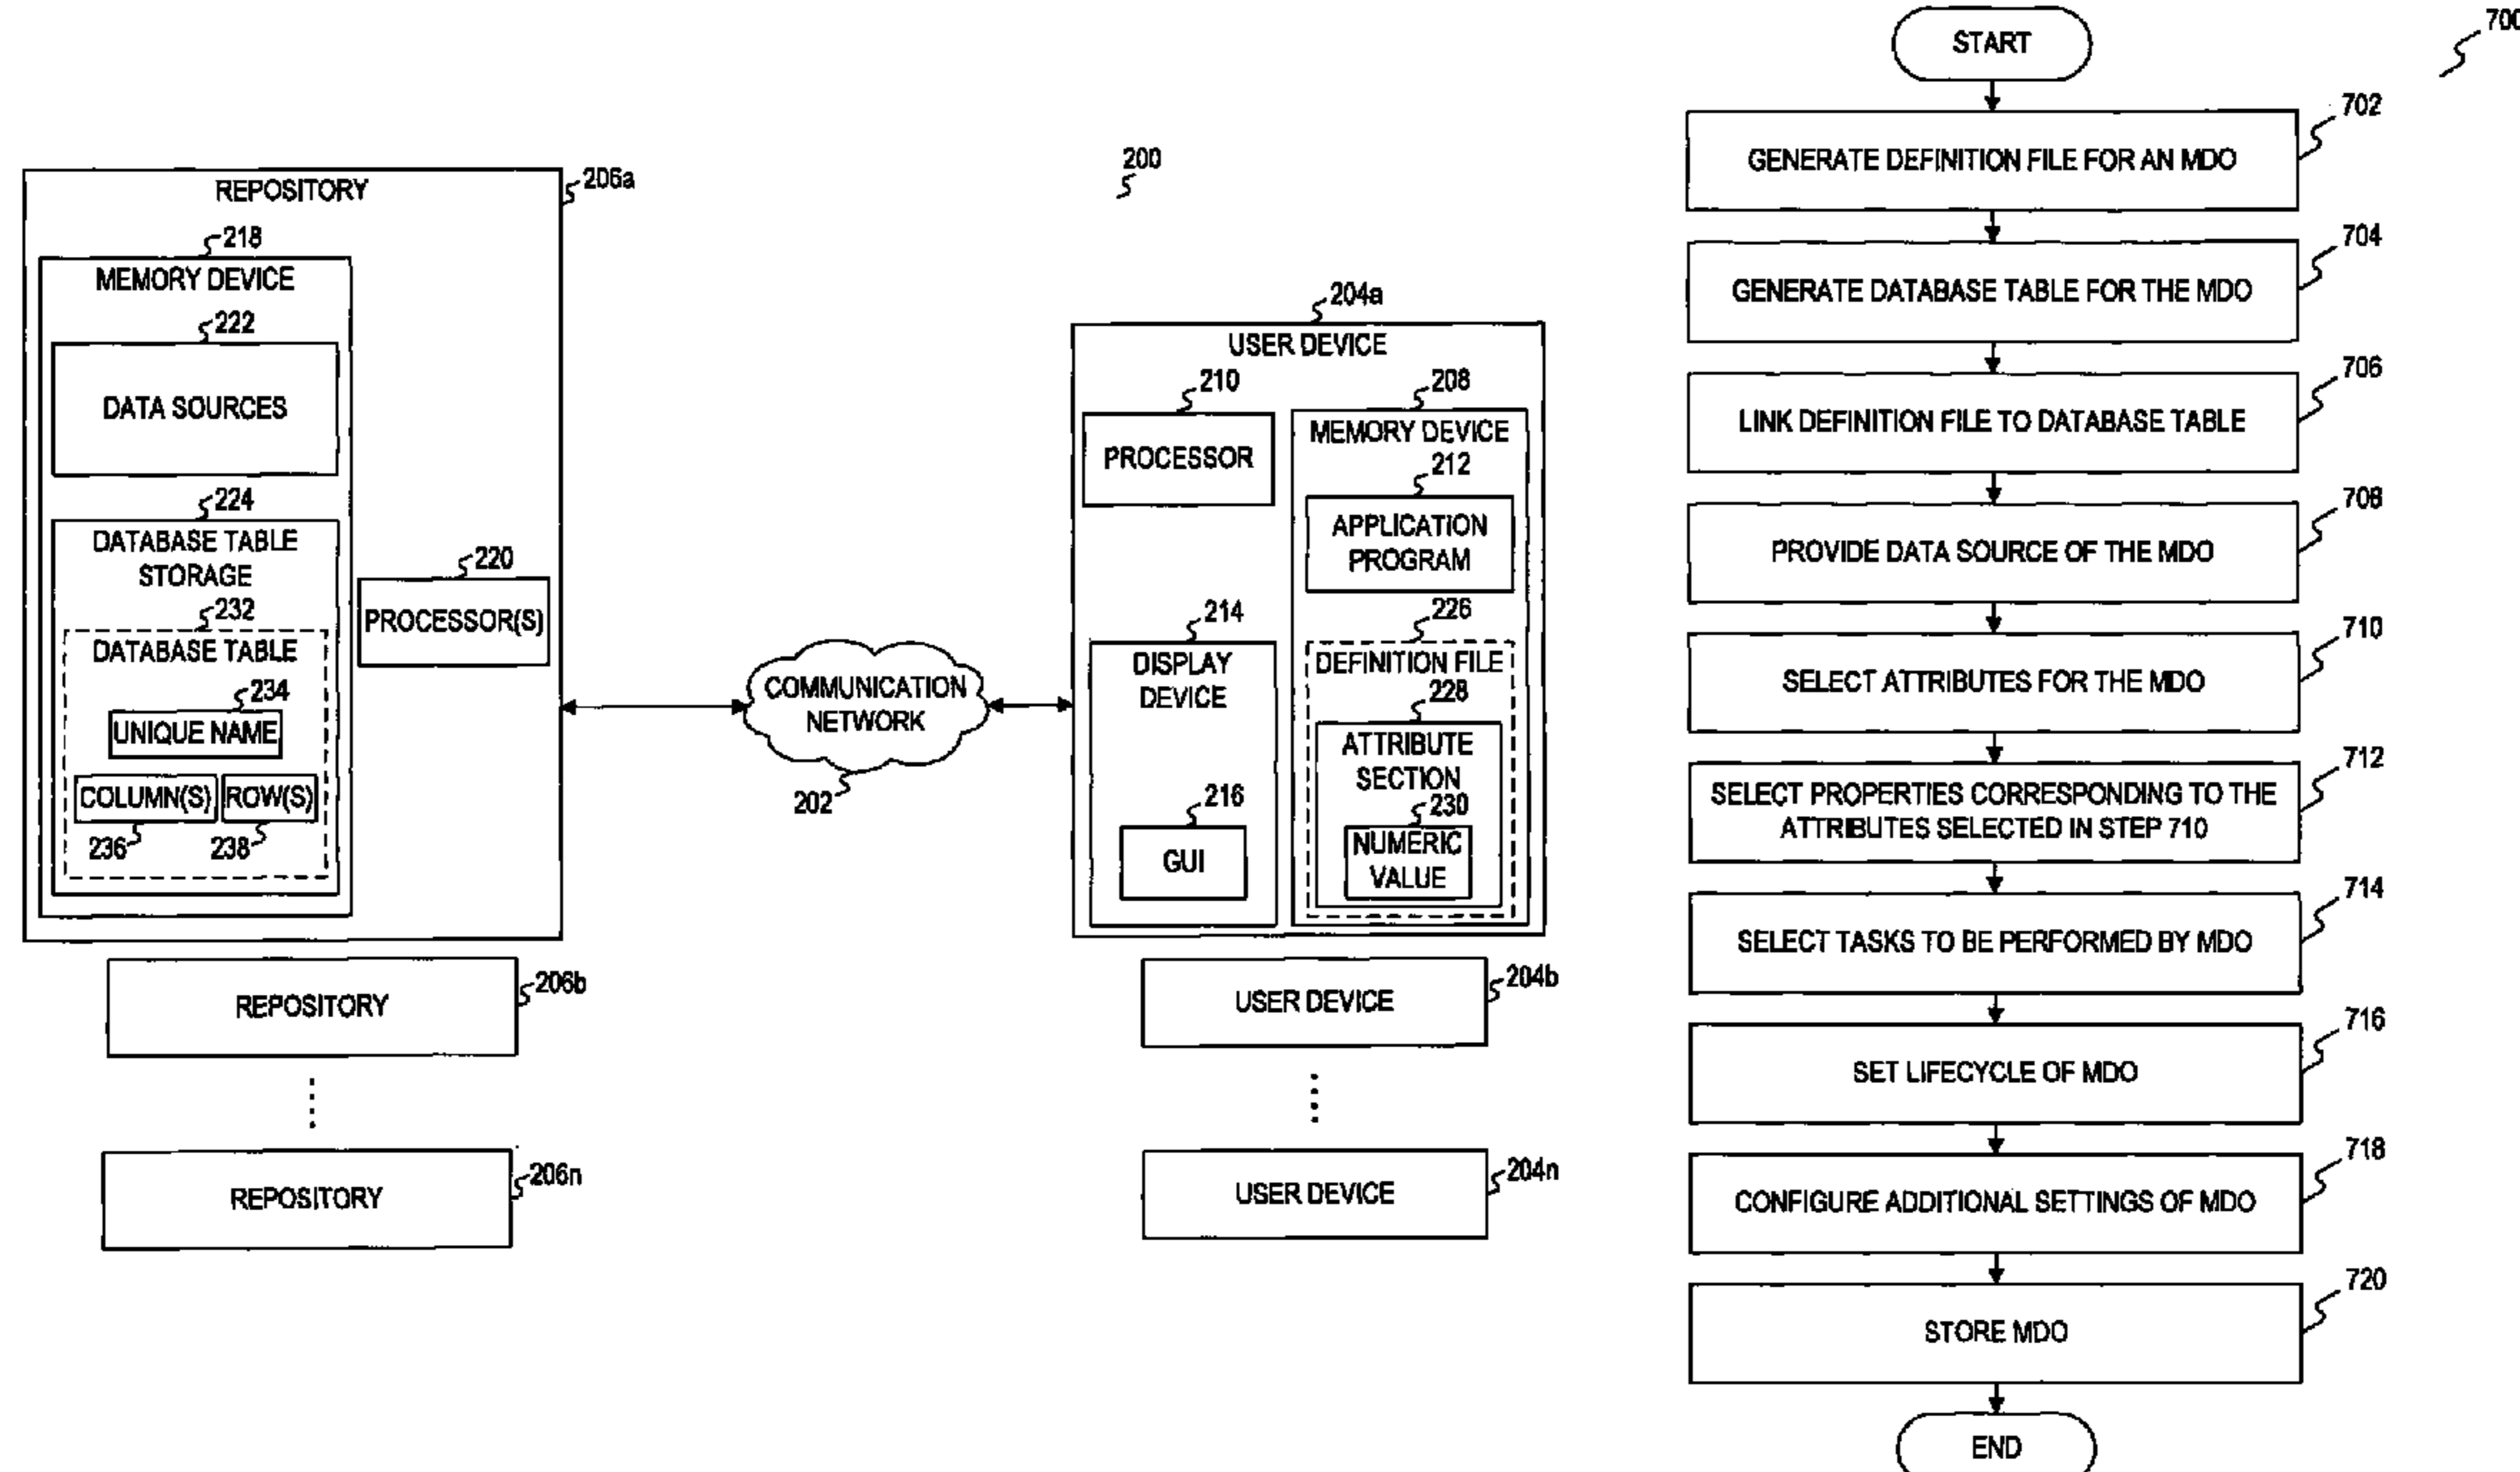 REPOSITORY
206a
218
MEMORY DEVICE
222
DATA SOURCES
224
DATABASE TABLE
STORAGE
232
DATABASE TABLE
234
UNIQUE NAME
COLUMN(S)
ROW(S)
236
238
220
PROCESSOR(S)
REPOSITORY
206b
REPOSITORY
206n
COMMUNICATION
NETWORK
202
200
204a
USER DEVICE
210
PROCESSOR
214
DISPLAY
DEVICE
216
GUI
208
MEMORY DEVICE
212
APPLICATION
PROGRAM
226
DEFINITION FILE
228
ATTRIBUTE
SECTION
230
NUMERIC
VALUE
USER DEVICE
204b
USER DEVICE
204n
700
START
702
GENERATE DEFINITION FILE FOR AN MDO
704
GENERATE DATABASE TABLE FOR THE MDO
706
LINK DEFINITION FILE TO DATABASE TABLE
708
PROVIDE DATA SOURCE OF THE MDO
710
SELECT ATTRIBUTES FOR THE MDO
712
SELECT PROPERTIES CORRESPONDING TO THE
ATTRIBUTES SELECTED IN STEP 710
714
SELECT TASKS TO BE PERFORMED BY MDO
716
SET LIFECYCLE OF MDO
718
CONFIGURE ADDITIONAL SETTINGS OF MDO
720
STORE MDO
END